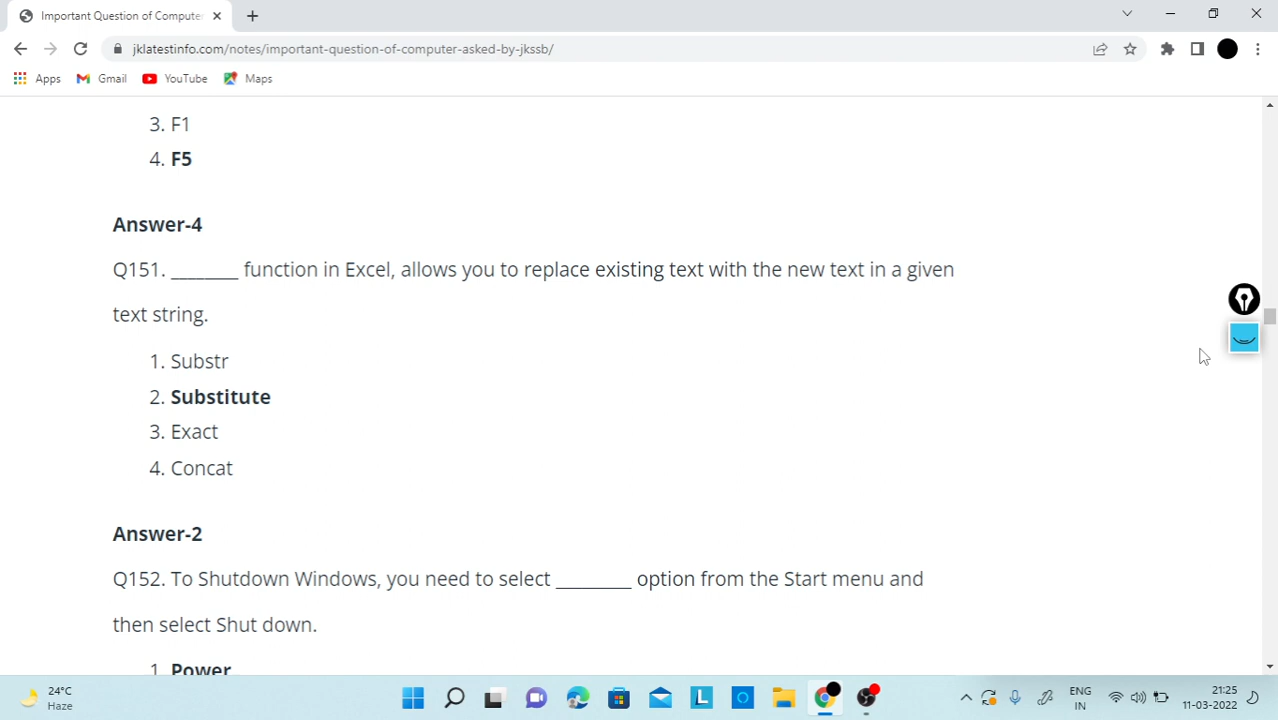 Important Question of Compute
jklatestinfo.com/notes/important-question-of-computer-asked-by-jkssb/
Apps Gmail YouTube Maps
3. F1
4. F5
Answer-4
Q151. ________ function in Excel, allows you to replace existing text with the new text in a given
text string.
1. Substr
2. Substitute
3. Exact
4. Concat
Answer-2
Q152. To Shutdown Windows, you need to select _________ option from the Start menu and
then select Shut down.
1. Power
24°C
Haze
ENG
IN
21:25
11-03-2022